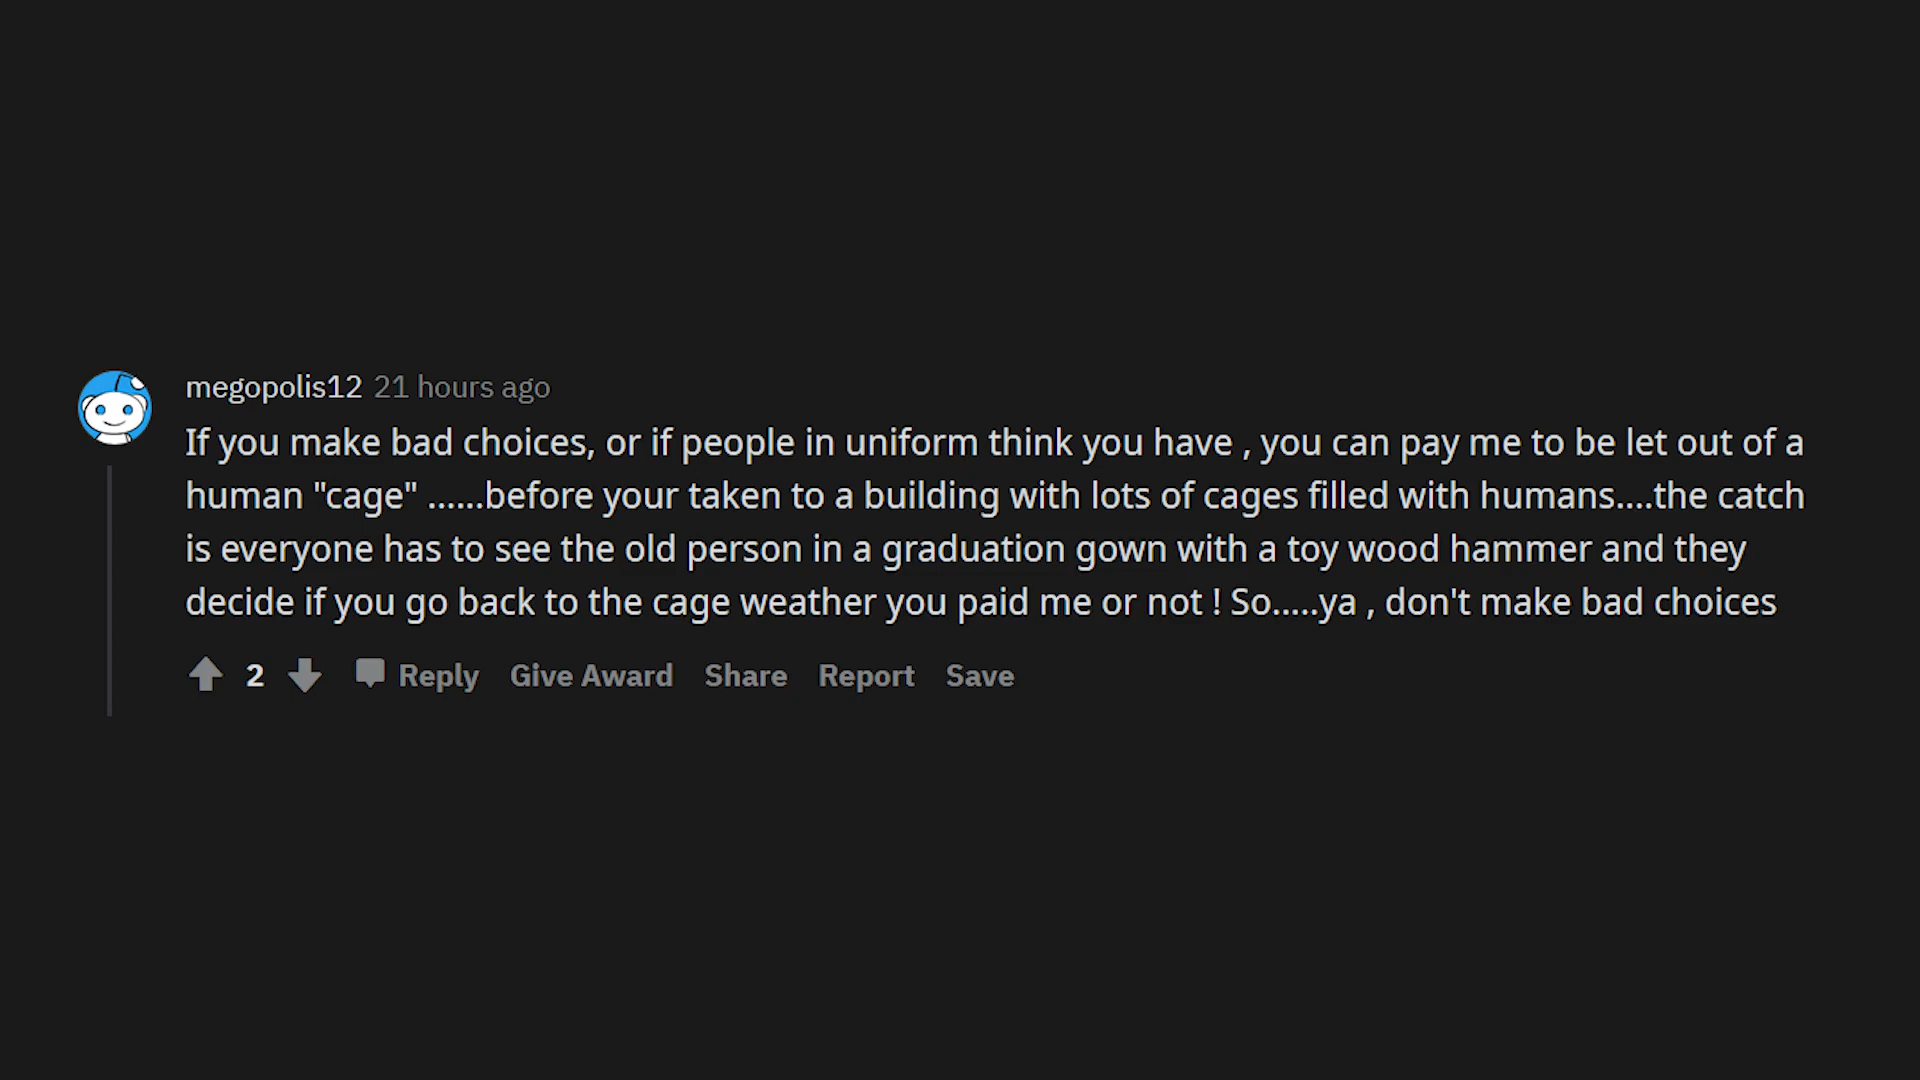 megopolis12 21 hours ago
If you make bad choices, or if people in uniform think you have , you can pay me to be let out of a
human "cage" ......before your taken to a building with lots of cages filled with humans....the catch
is everyone has to see the old person in a graduation gown with a toy wood hammer and they
decide if you go back to the cage weather you paid me or not ! So.....ya , don't make bad choices
2 Reply Give Award Share Report Save